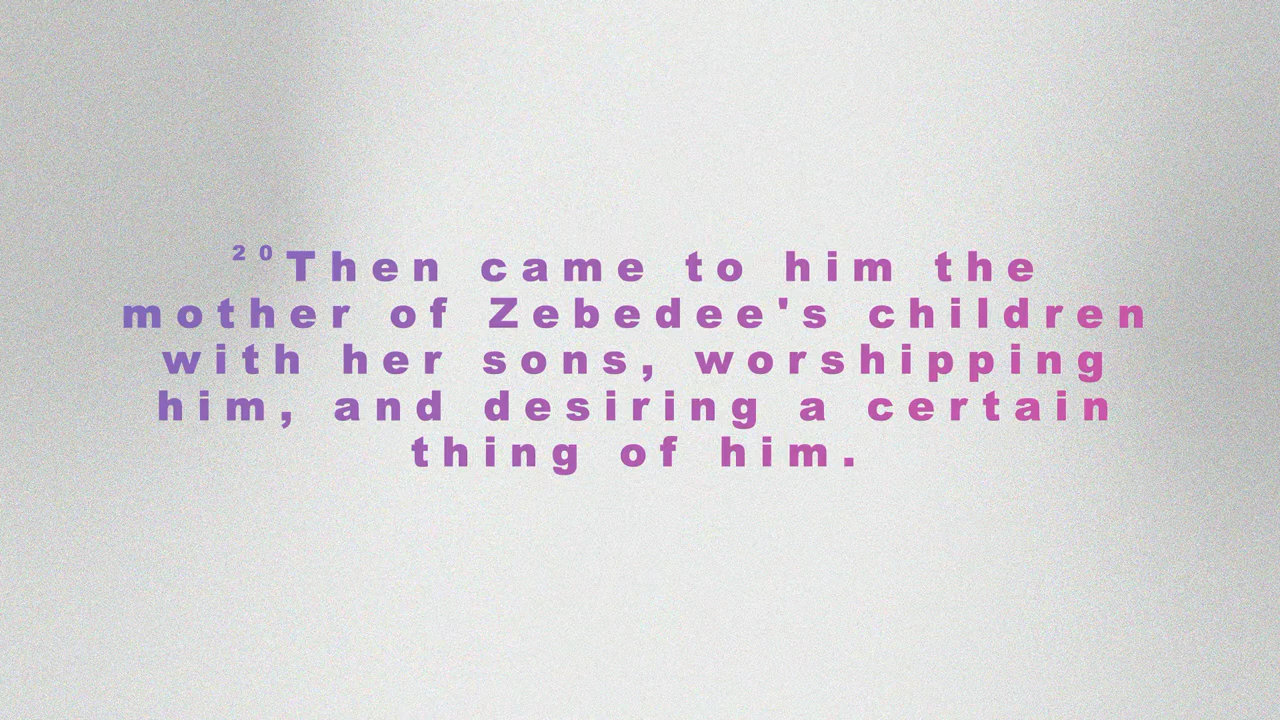 ²⁰Then came to him the
mother of Zebedee's children
with her sons, worshipping
him, and desiring a certain
thing of him.